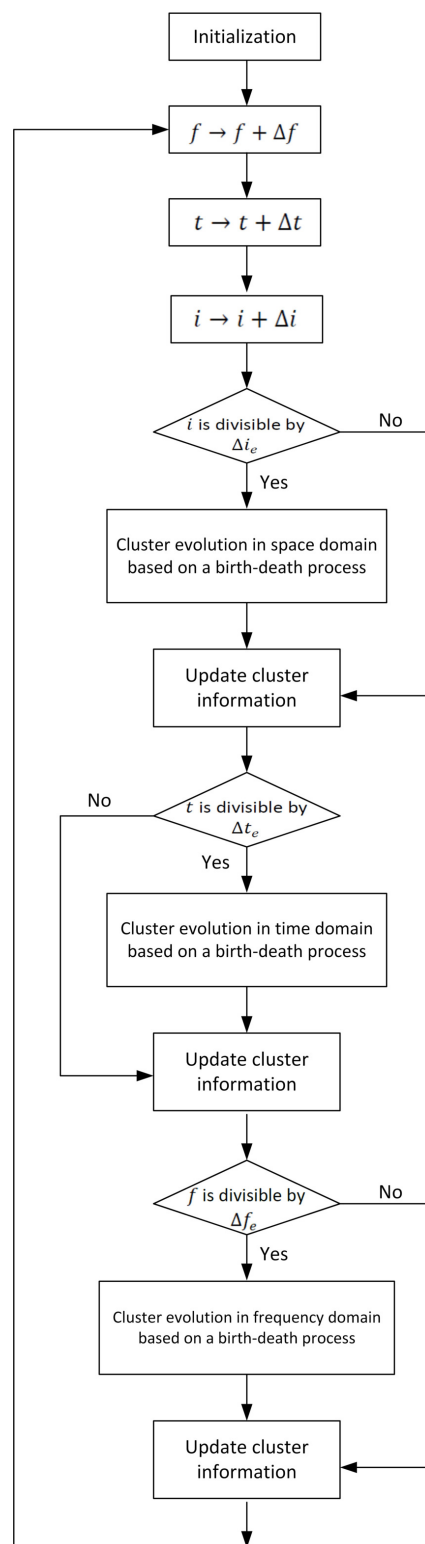 Initialization
f → f + Δf
t → t + Δt
i → i + Δi
i is divisible by
Δiₑ
No
Yes
Cluster evolution in space domain
based on a birth-death process
Update cluster
information
No
t is divisible by
Δtₑ
Yes
Cluster evolution in time domain
based on a birth-death process
Update cluster
information
f is divisible by
Δfₑ
No
Yes
Cluster evolution in frequency domain
based on a birth-death process
Update cluster
information